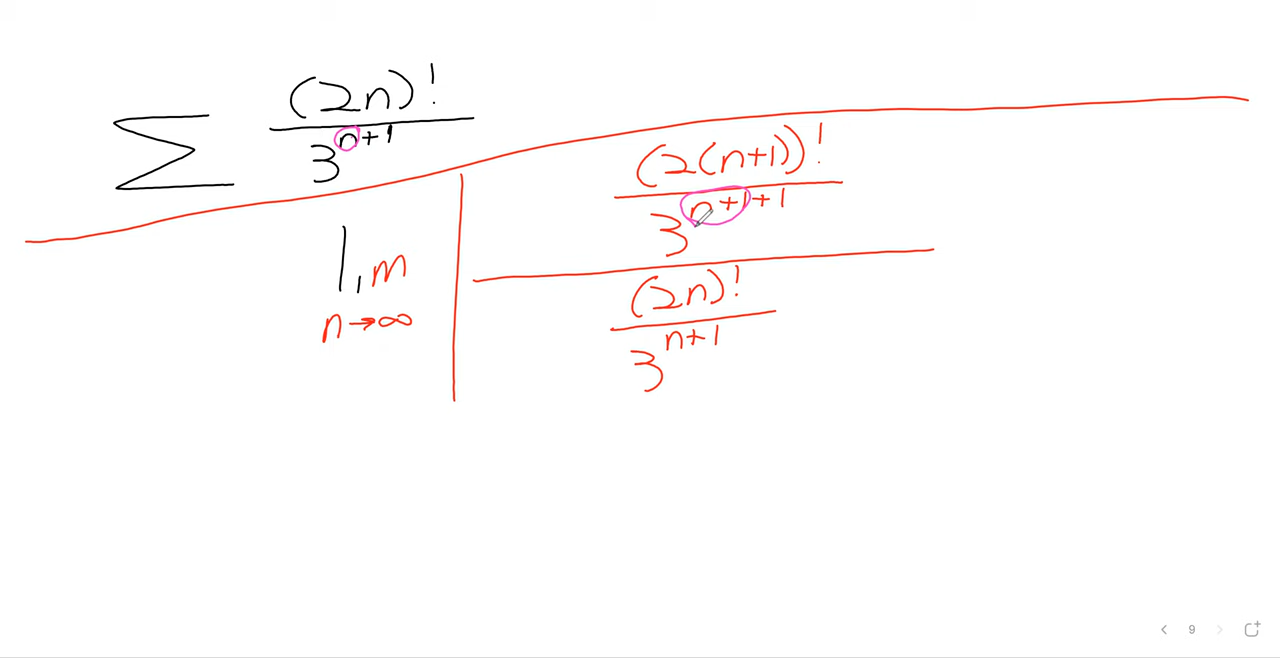 ∑ (2n)! / 3^(n+1)
lim n→∞ | ((2(n+1))! / 3^(n+1+1)) / ((2n)! / 3^(n+1))
9